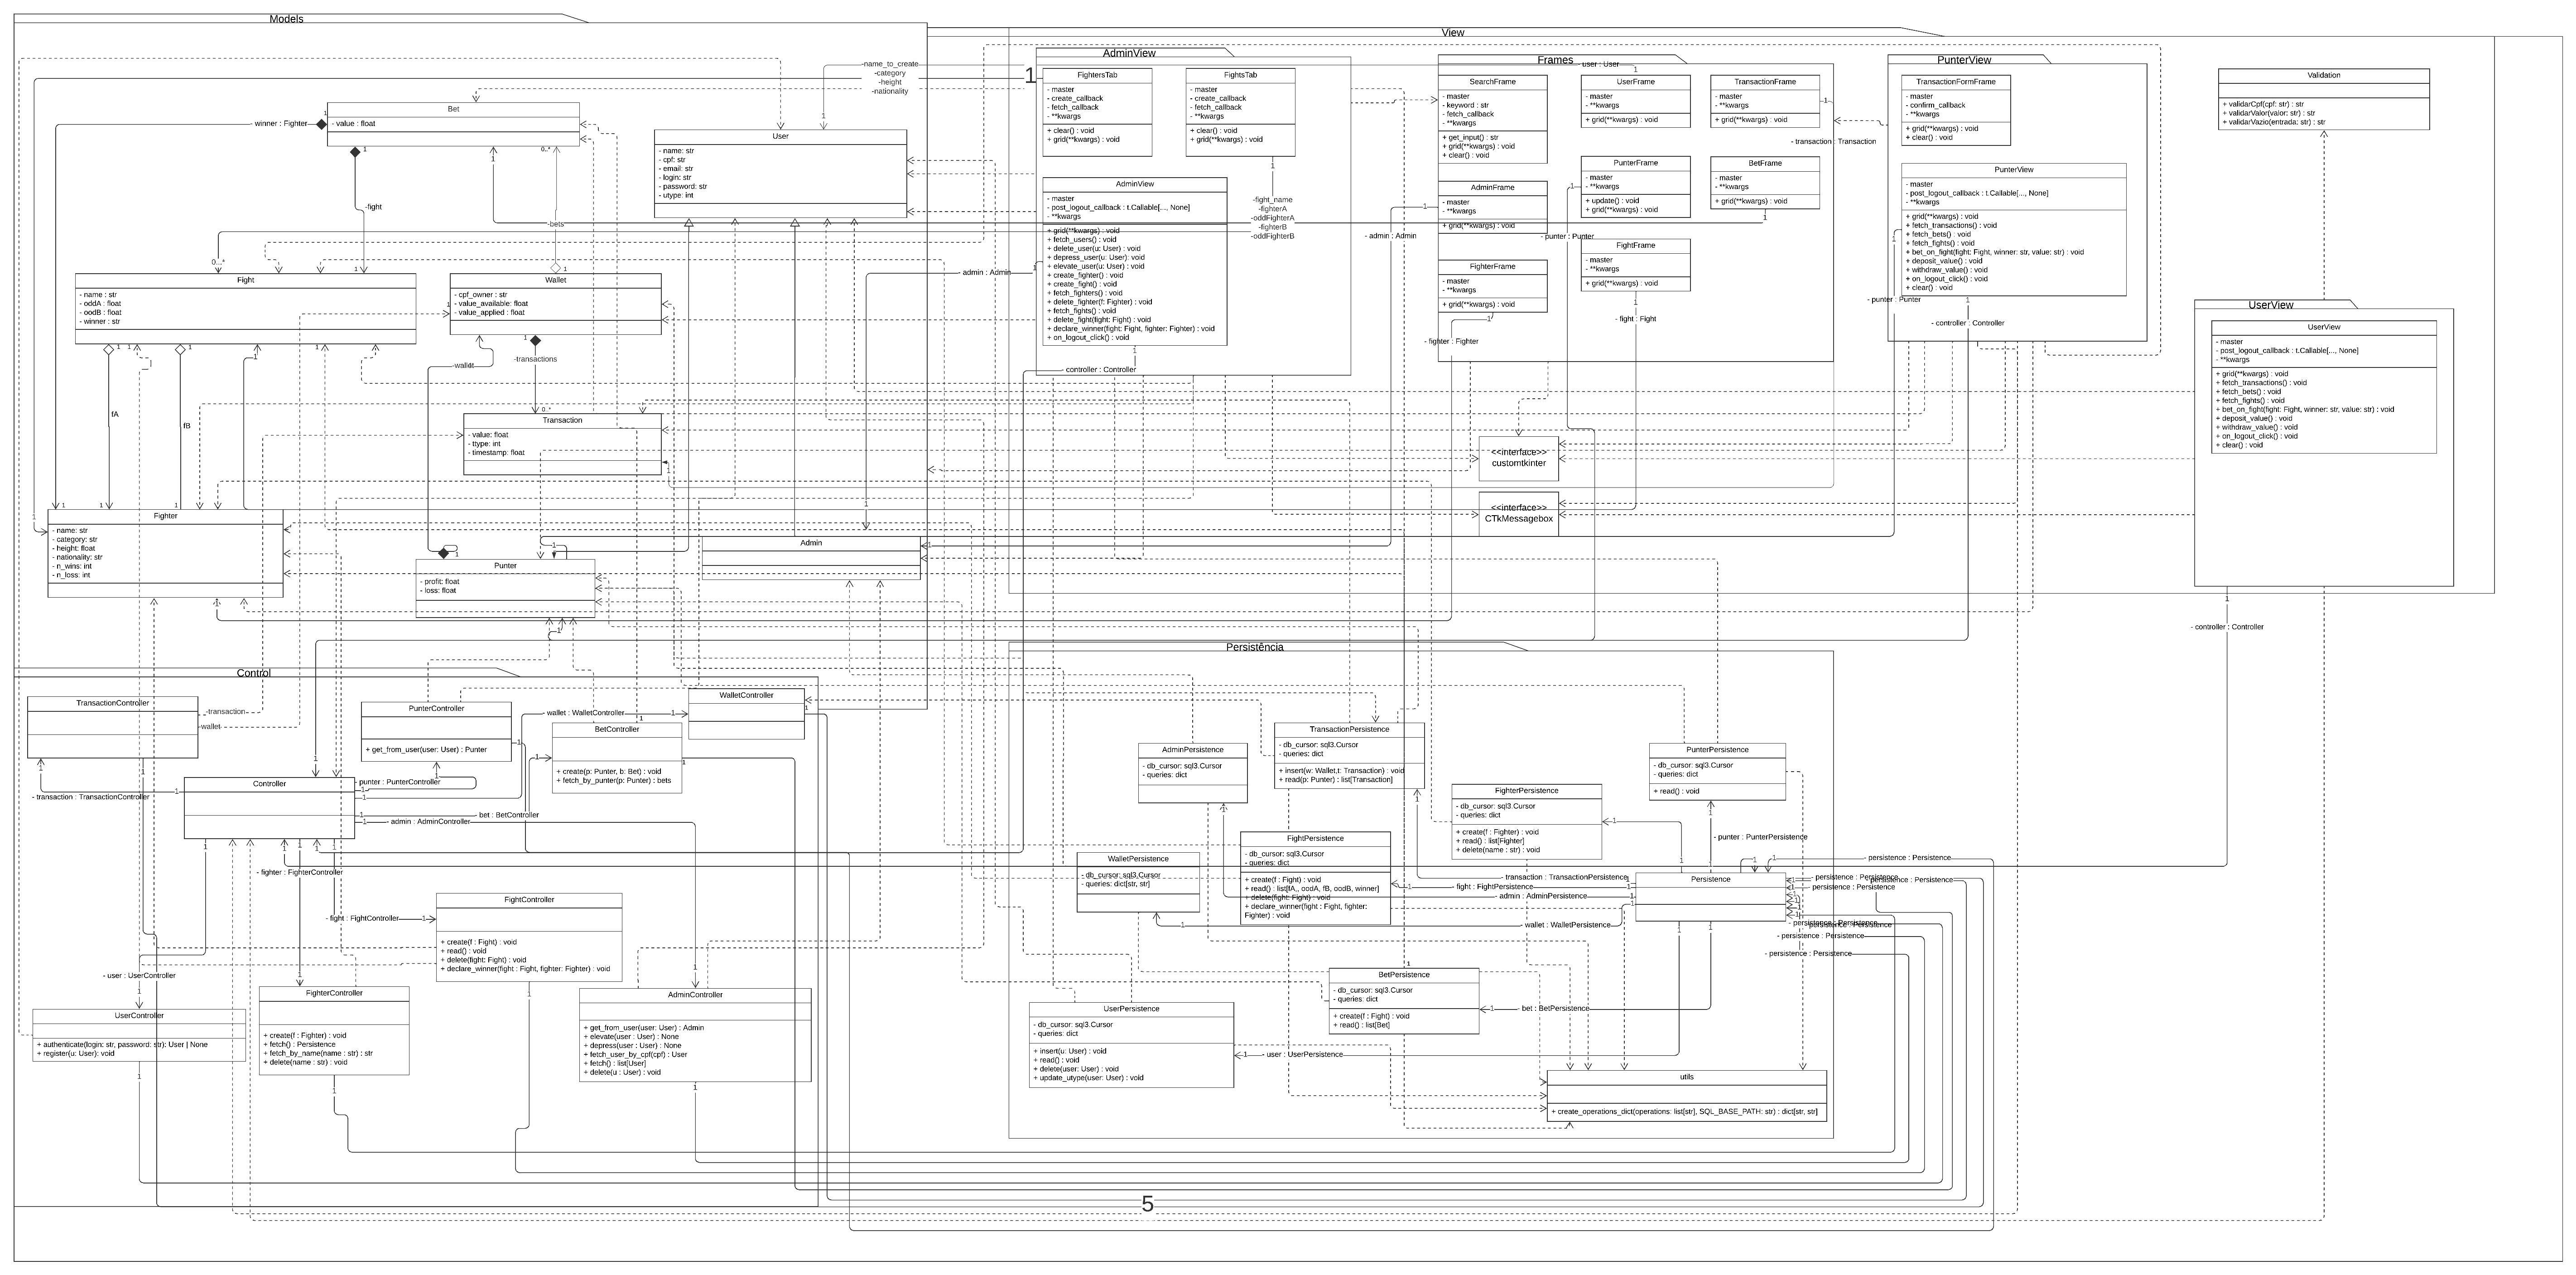 Models
Bet
- value : float
- winner : Fighter
-fight
-bets
User
- name: str
- cpf: str
- email: str
- login: str
- password: str
- utype: int
-name_to_create
-category
-height
-nationality
1
Fight
- name : str
- oddA : float
- oodB : float
- winner : str
Wallet
- cpf_owner : str
- value_available: float
- value_applied : float
-transactions
-wallet
0...*
0..*
fA
fB
Transaction
- value: float
- ttype: int
- timestamp: float
0..*
Fighter
- name: str
- category: str
- height: float
- nationality: str
- n_wins: int
- n_loss: int
Punter
- profit: float
- loss: float
Admin
View
AdminView
FightersTab
- master
- create_callback
- fetch_callback
- **kwargs
+ clear() : void
+ grid(**kwargs) : void
FightsTab
- master
- create_callback
- fetch_callback
- **kwargs
+ clear() : void
+ grid(**kwargs) : void
-fight_name
-fighterA
-oddFighterA
-fighterB
-oddFighterB
AdminView
- master
- post_logout_callback : t.Callable[..., None]
- **kwargs
+ grid(**kwargs) : void
+ fetch_users() : void
+ delete_user(u: User) : void
+ depress_user(u: User): void
+ elevate_user(u: User) : void
+ create_fighter() : void
+ create_fight() : void
+ fetch_fighters() : void
+ delete_fighter(f: Fighter) : void
+ fetch_fights() : void
+ delete_fight(fight: Fight) : void
+ declare_winner(fight: Fight, fighter: Fighter) : void
+ on_logout_click() : void
- admin : Admin
- controller : Controller
Frames
- user : User
SearchFrame
- master
- keyword : str
- fetch_callback
- **kwargs
+ get_input() : str
+ grid(**kwargs) : void
+ clear() : void
UserFrame
- master
- **kwargs
+ grid(**kwargs) : void
TransactionFrame
- master
- **kwargs
+ grid(**kwargs) : void
- transaction : Transaction
AdminFrame
- master
- **kwargs
+ grid(**kwargs) : void
- admin : Admin
PunterFrame
- master
- **kwargs
+ update() : void
+ grid(**kwargs) : void
- punter : Punter
BetFrame
- master
- **kwargs
+ grid(**kwargs) : void
FighterFrame
- master
- **kwargs
+ grid(**kwargs) : void
- fighter : Fighter
FightFrame
- master
- **kwargs
+ grid(**kwargs) : void
- fight : Fight
<<interface>>
customtkinter
<<interface>>
CTkMessagebox
PunterView
TransactionFormFrame
- master
- confirm_callback
- **kwargs
+ grid(**kwargs) : void
+ clear() : void
PunterView
- master
- post_logout_callback : t.Callable[..., None]
- **kwargs
+ grid(**kwargs) : void
+ fetch_transactions() : void
+ fetch_bets() : void
+ fetch_fights() : void
+ bet_on_fight(fight: Fight, winner: str, value: str) : void
+ deposit_value() : void
+ withdraw_value() : void
+ on_logout_click() : void
+ clear() : void
- punter : Punter
- controller : Controller
Validation
+ validarCpf(cpf: str) : str
+ validarValor(valor: str) : str
+ validarVazio(entrada: str) : str
UserView
UserView
- master
- post_logout_callback : t.Callable[..., None]
- **kwargs
+ grid(**kwargs) : void
+ fetch_transactions() : void
+ fetch_bets() : void
+ fetch_fights() : void
+ bet_on_fight(fight: Fight, winner: str, value: str) : void
+ deposit_value() : void
+ withdraw_value() : void
+ on_logout_click() : void
+ clear() : void
- controller : Controller
Control
TransactionController
-transaction
-wallet
- transaction : TransactionController
PunterController
+ get_from_user(user: User) : Punter
- punter : PunterController
- wallet : WalletController
WalletController
BetController
+ create(p: Punter, b: Bet) : void
+ fetch_by_punter(p: Punter) : bets
Controller
- bet : BetController
- admin : AdminController
- fighter : FighterController
- fight : FightController
- user : UserController
FightController
+ create(f : Fight) : void
+ read() : void
+ delete(fight: Fight) : void
+ declare_winner(fight : Fight, fighter: Fighter) : void
UserController
+ authenticate(login: str, password: str): User | None
+ register(u: User): void
FighterController
+ create(f : Fighter) : void
+ fetch() : Persistence
+ fetch_by_name(name : str) : str
+ delete(name : str) : void
AdminController
+ get_from_user(user: User) : Admin
+ elevate(user : User) : None
+ depress(user : User) : None
+ fetch_user_by_cpf(cpf) : User
+ fetch() : list[User]
+ delete(u : User) : void
Persistência
AdminPersistence
- db_cursor: sql3.Cursor
- queries: dict
TransactionPersistence
- db_cursor: sql3.Cursor
- queries: dict
+ insert(w: Wallet,t: Transaction) : void
+ read(p: Punter) : list[Transaction]
FighterPersistence
- db_cursor: sql3.Cursor
- queries: dict
+ create(f : Fighter) : void
+ read() : list[Fighter]
+ delete(name : str) : void
PunterPersistence
- db_cursor: sql3.Cursor
- queries: dict
+ read() : void
- punter : PunterPersistence
WalletPersistence
- db_cursor: sql3.Cursor
- queries: dict[str, str]
FightPersistence
- db_cursor: sql3.Cursor
- queries: dict
+ create(f : Fight) : void
+ read() : list[fA,, oodA, fB, oodB, winner]
+ delete(fight: Fight) : void
+ declare_winner(fight : Fight, fighter:
Fighter) : void
Persistence
- transaction : TransactionPersistence
- fight : FightPersistence
- admin : AdminPersistence
- wallet : WalletPersistence
- bet : BetPersistence
- user : UserPersistence
- persistence : Persistence
- persistence : Persistence
- persistence : Persistence
- persistence : Persistence
- persistence : Persistence
- persistence : Persistence
- persistence : Persistence
- persistence : Persistence
BetPersistence
- db_cursor: sql3.Cursor
- queries: dict
+ create(f : Fight) : void
+ read() : list[Bet]
UserPersistence
- db_cursor: sql3.Cursor
- queries: dict
+ insert(u: User) : void
+ read() : void
+ delete(user: User) : void
+ update_utype(user: User) : void
utils
+ create_operations_dict(operations: list[str], SQL_BASE_PATH: str) : dict[str, str]
5